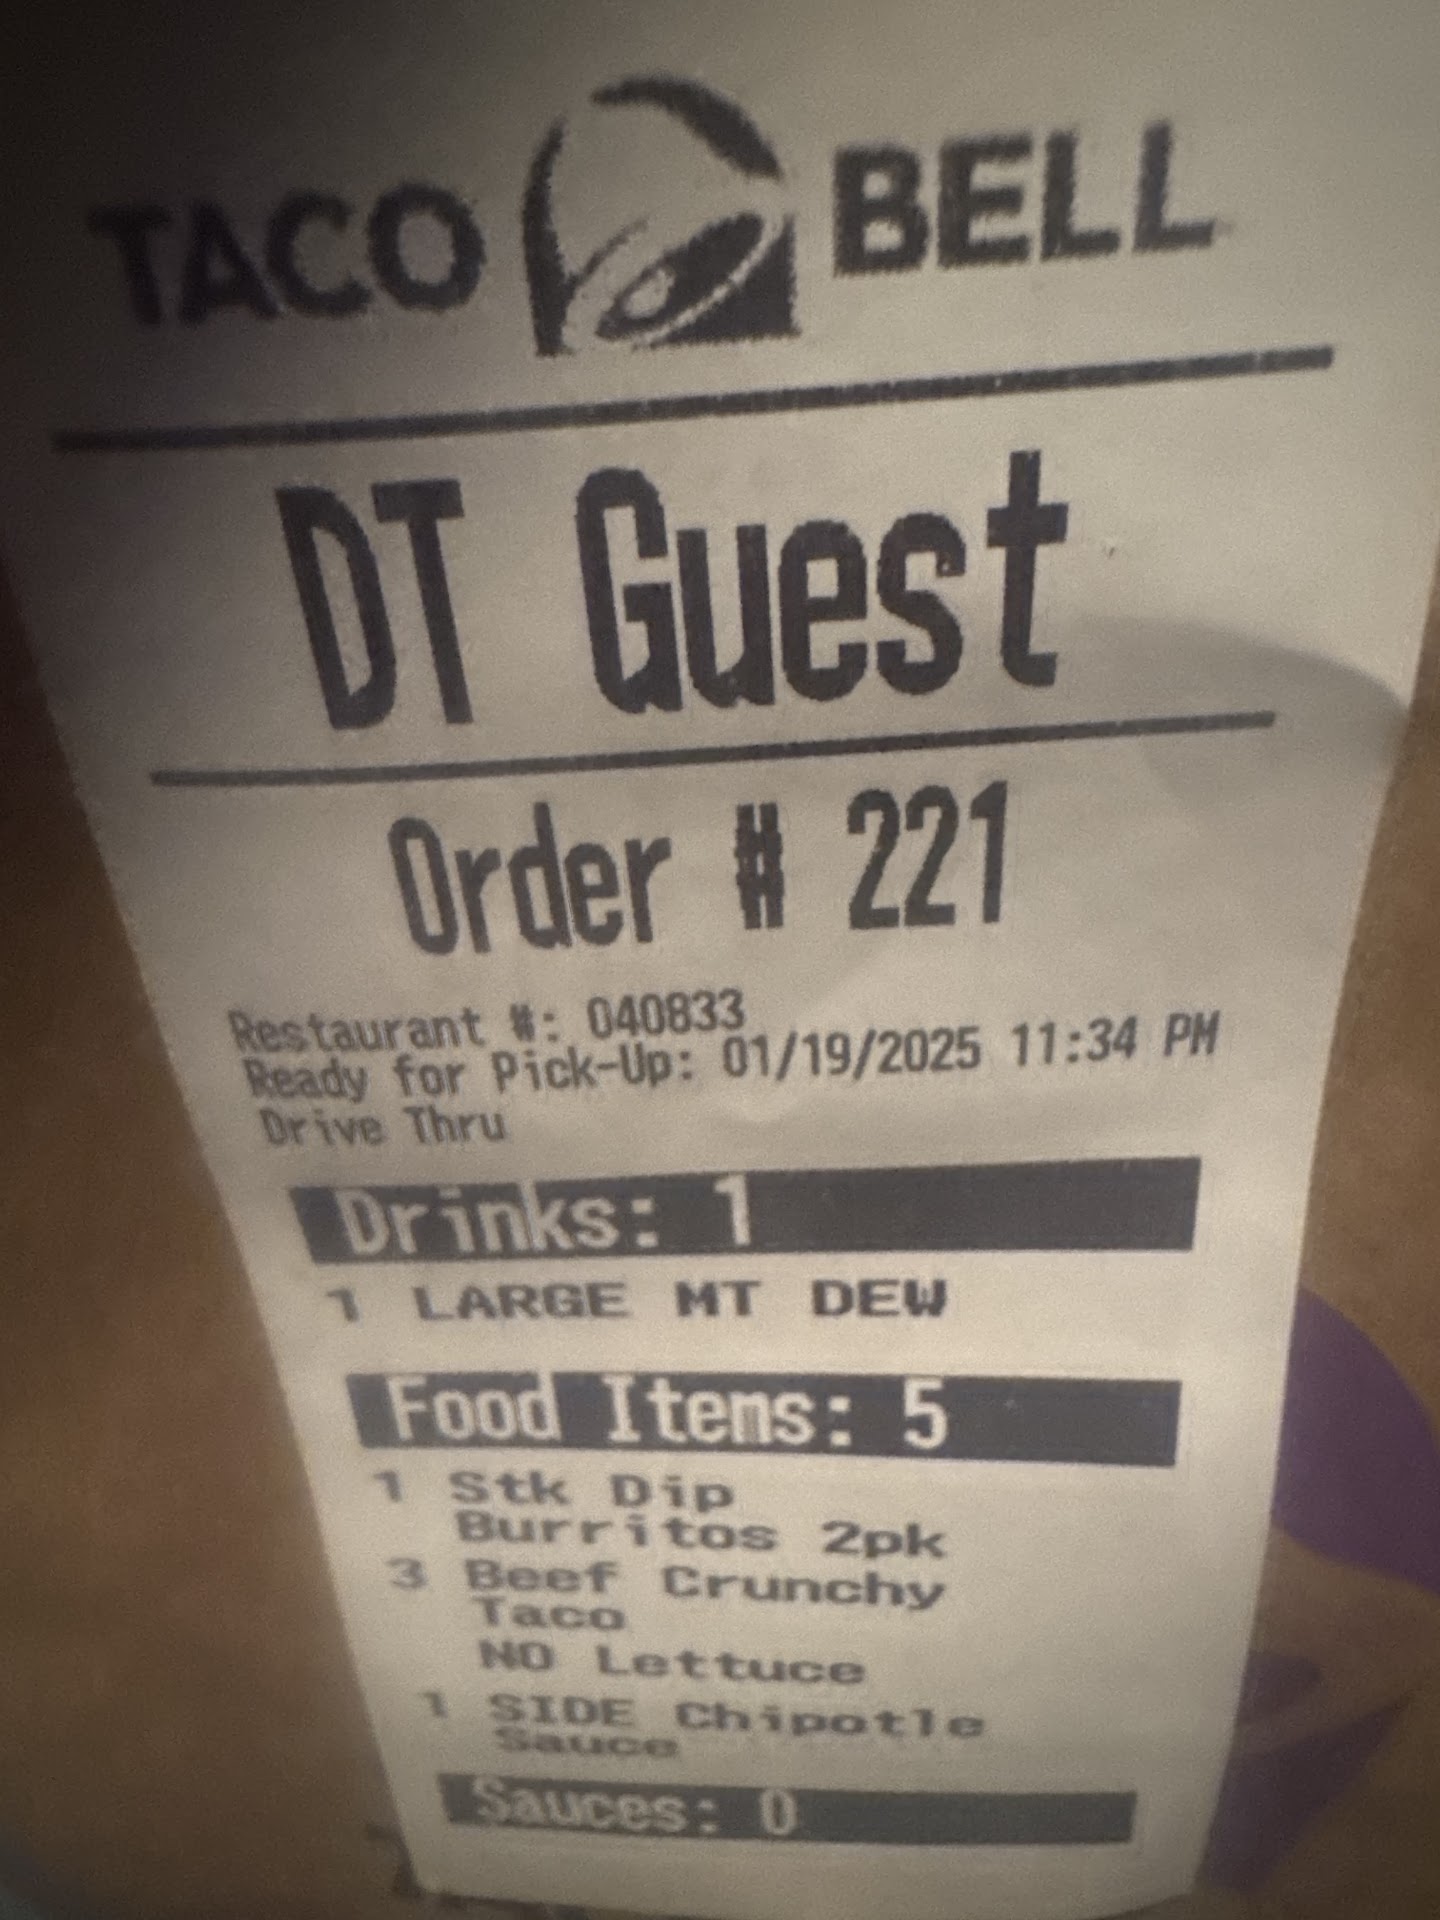 TACO BELL
DT Guest
Order # 221
Restaurant #: 040833
Ready for Pick-Up: 01/19/2025 11:34 PM
Drive Thru
Drinks: 1
1 LARGE MT DEW
Food Items: 5
1 Stk Dip
Burritos 2pk
3 Beef Crunchy
Taco
NO Lettuce
1 SIDE Chipotle
Sauce
Sauces: 0